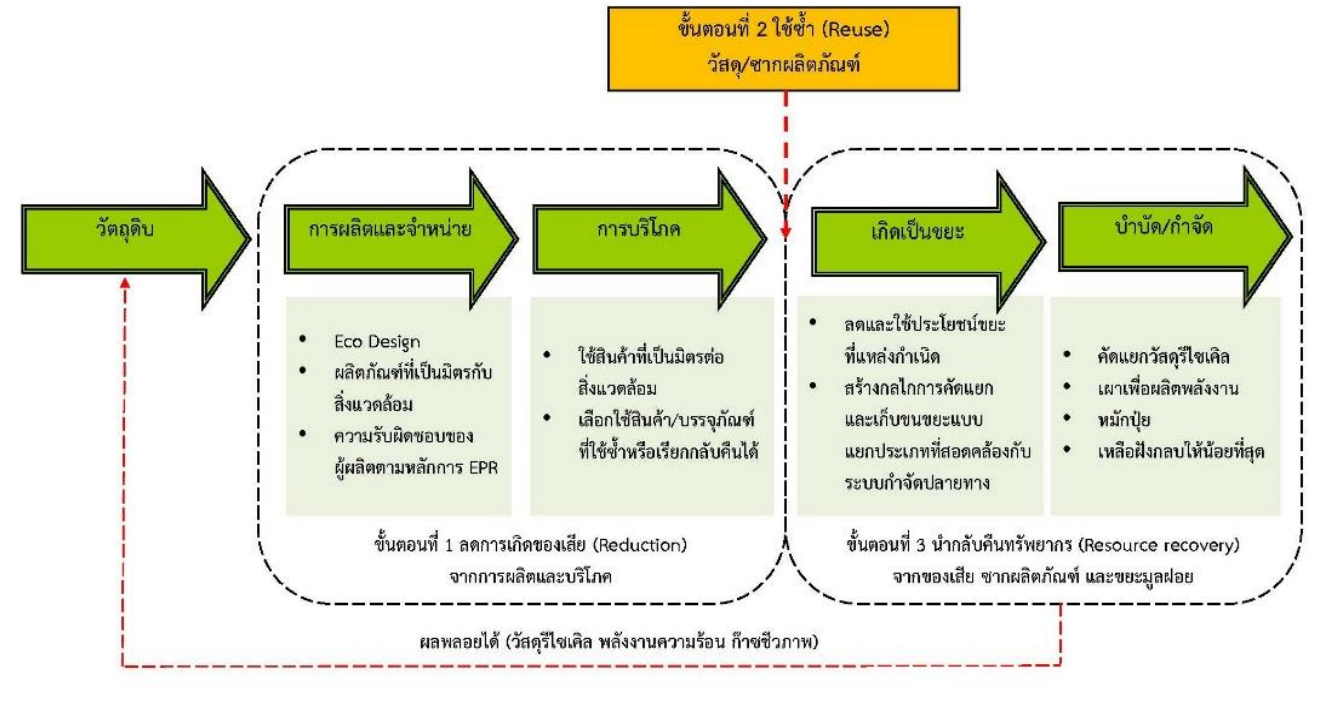 ขั้นตอนที่ 2 ใช้ซ้ำ (Reuse)
วัสดุ/ซากผลิตภัณฑ์
วัตถุดิบ
การผลิตและจำหน่าย
การบริโภค
เกิดเป็นขยะ
บำบัด/กำจัด
• Eco Design
• ผลิตภัณฑ์ที่เป็นมิตรกับ
สิ่งแวดล้อม
• ความรับผิดชอบของ
ผู้ผลิตตามหลักการ EPR
• ใช้สินค้าที่เป็นมิตรต่อ
สิ่งแวดล้อม
• เลือกใช้สินค้า/บรรจุภัณฑ์
ที่ใช้ซ้ำหรือเรียกกลับคืนได้
• ลดและใช้ประโยชน์ขยะ
ที่แหล่งกำเนิด
• สร้างกลไกการคัดแยก
และเก็บขนขยะแบบ
แยกประเภทที่สอดคล้องกับ
ระบบกำจัดปลายทาง
• คัดแยกวัสดุรีไซเคิล
• เผาเพื่อผลิตพลังงาน
• หมักปุ๋ย
• เหลือฝังกลบให้น้อยที่สุด
ขั้นตอนที่ 1 ลดการเกิดของเสีย (Reduction)
จากการผลิตและบริโภค
ขั้นตอนที่ 3 นำกลับคืนทรัพยากร (Resource recovery)
จากของเสีย ซากผลิตภัณฑ์ และขยะมูลฝอย
ผลพลอยได้ (วัสดุรีไซเคิล พลังงานความร้อน ก๊าซชีวภาพ)